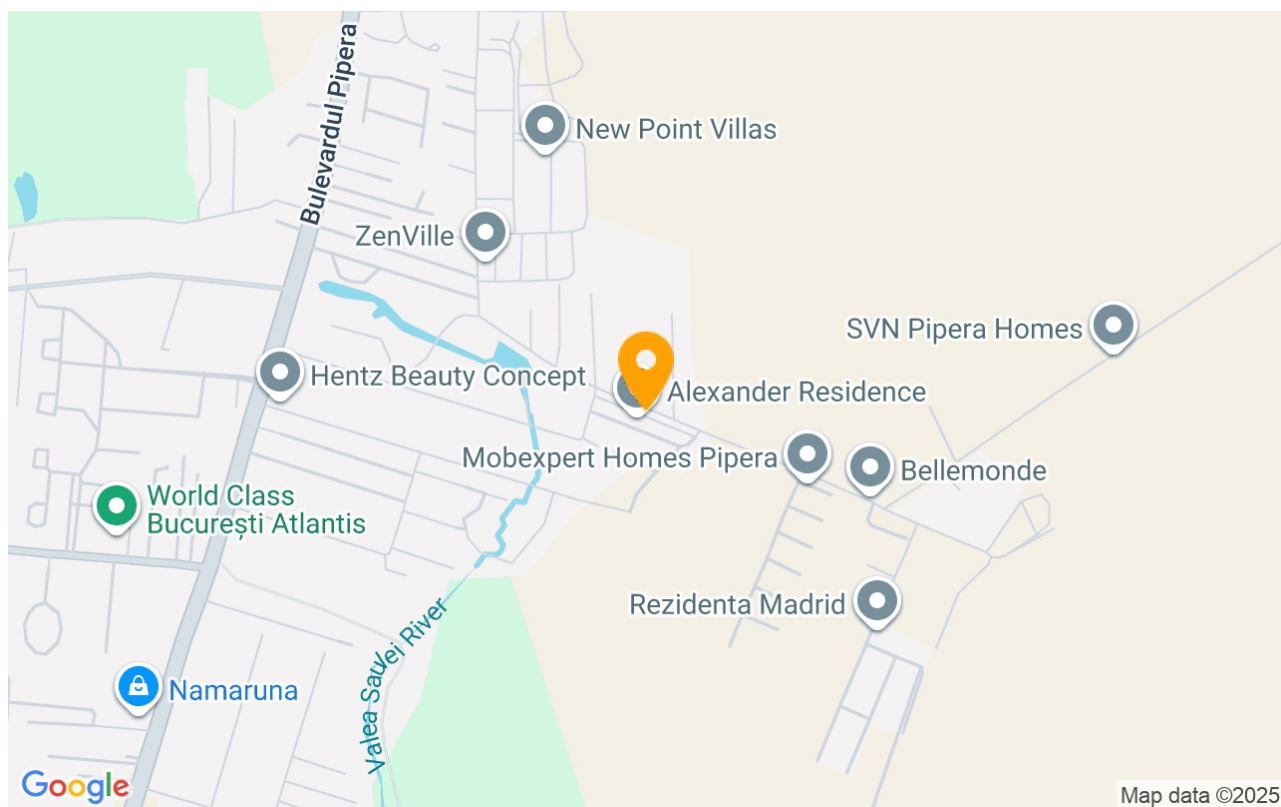 Bulevardul Pipera
New Point Villas
ZenVille
SVN Pipera Homes
Hentz Beauty Concept
Alexander Residence
Mobexpert Homes Pipera
Bellemonde
World Class
București Atlantis
Rezidenta Madrid
Valea Saulei River
Namaruna
Google
Map data ©2025